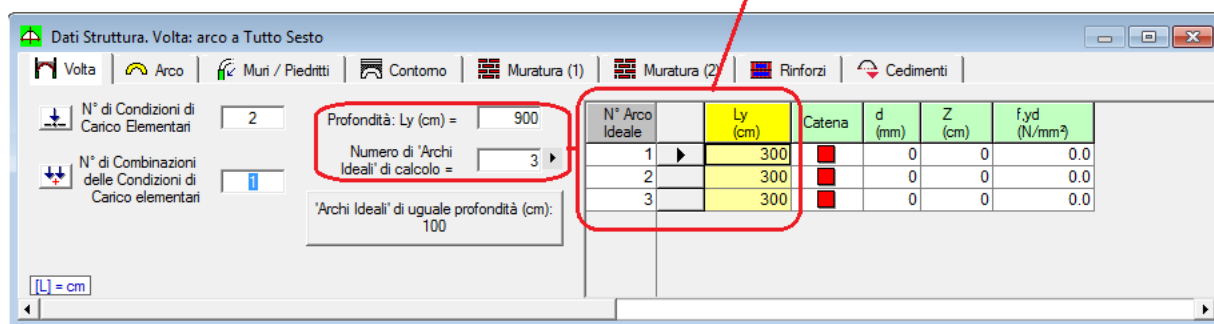 Dati Struttura. Volta: arco a Tutto Sesto
Volta Arco Muri / Piedritti Contorno Muratura (1) Muratura (2) Rinforzi Cedimenti
N° di Condizioni di
Carico Elementari
2
N° di Combinazioni
delle Condizioni di
Carico elementari
1
Profondità: Ly (cm) = 900
Numero di 'Archi
Ideali' di calcolo =
3
'Archi Ideali' di uguale profondità (cm):
100
N° Arco
Ideale
Ly
(cm)
Catena
d
(mm)
Z
(cm)
f,yd
(N/mm²)
1 300 0 0 0.0
2 300 0 0 0.0
3 300 0 0 0.0
[L] = cm